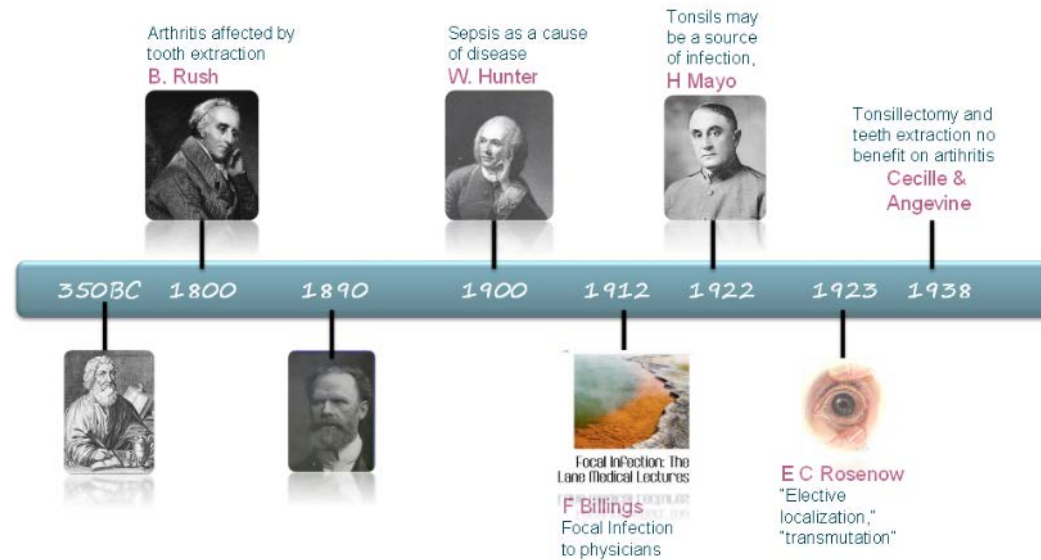 Arthritis affected by
tooth extraction
B. Rush
Sepsis as a cause
of disease
W. Hunter
Tonsils may
be a source
of infection,
H Mayo
Tonsillectomy and
teeth extraction no
benefit on artihritis
Cecille &
Angevine
350BC 1800 1890 1900 1912 1922 1923 1938
Focal Infection: The
Lane Medical Lectures
F Billings
Focal Infection
to physicians
E C Rosenow
"Elective
localization,"
"transmutation"